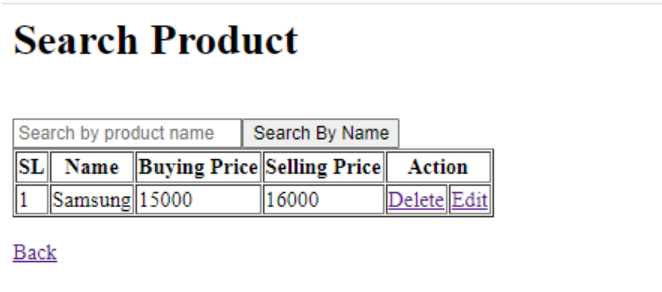 Search Product
Search by product name Search By Name
SL Name Buying Price Selling Price Action
1 Samsung 15000 16000 Delete Edit
Back